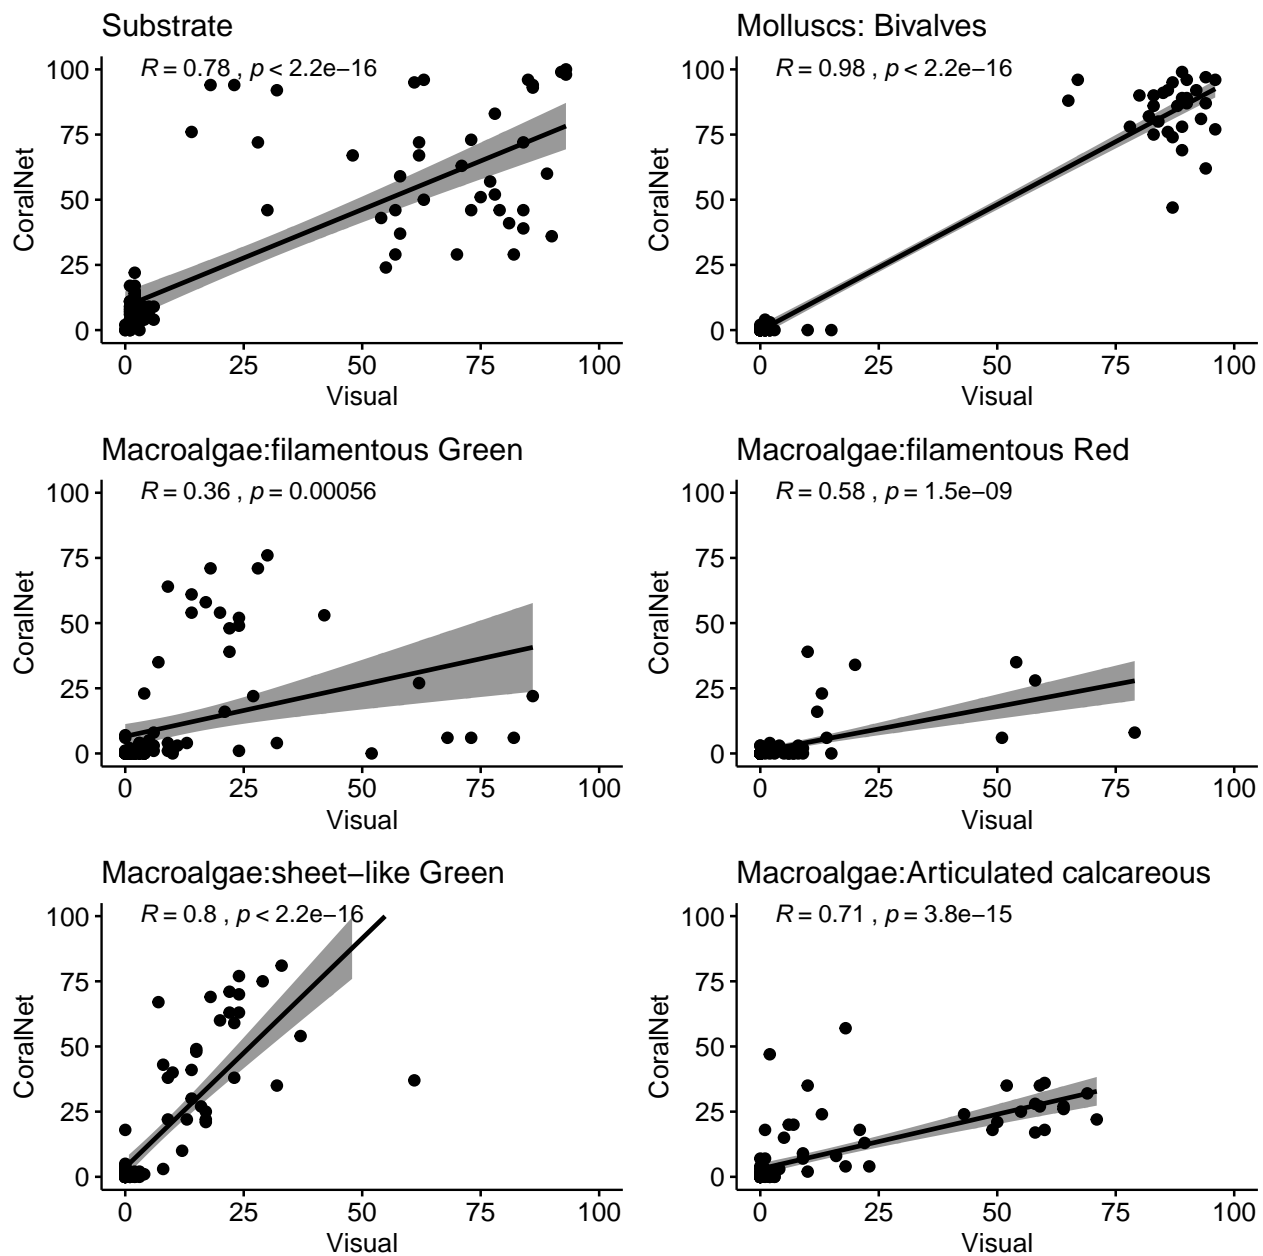 Substrate
R = 0.78 , p < 2.2e−16
100
75
50
25
0
CoralNet
0 25 50 75 100
Visual
Molluscs: Bivalves
R = 0.98 , p < 2.2e−16
100
75
50
25
0
CoralNet
0 25 50 75 100
Visual
Macroalgae:filamentous Green
R = 0.36 , p = 0.00056
100
75
50
25
0
CoralNet
0 25 50 75 100
Visual
Macroalgae:filamentous Red
R = 0.58 , p = 1.5e−09
100
75
50
25
0
CoralNet
0 25 50 75 100
Visual
Macroalgae:sheet−like Green
R = 0.8 , p < 2.2e−16
100
75
50
25
0
CoralNet
0 25 50 75 100
Visual
Macroalgae:Articulated calcareous
R = 0.71 , p = 3.8e−15
100
75
50
25
0
CoralNet
0 25 50 75 100
Visual